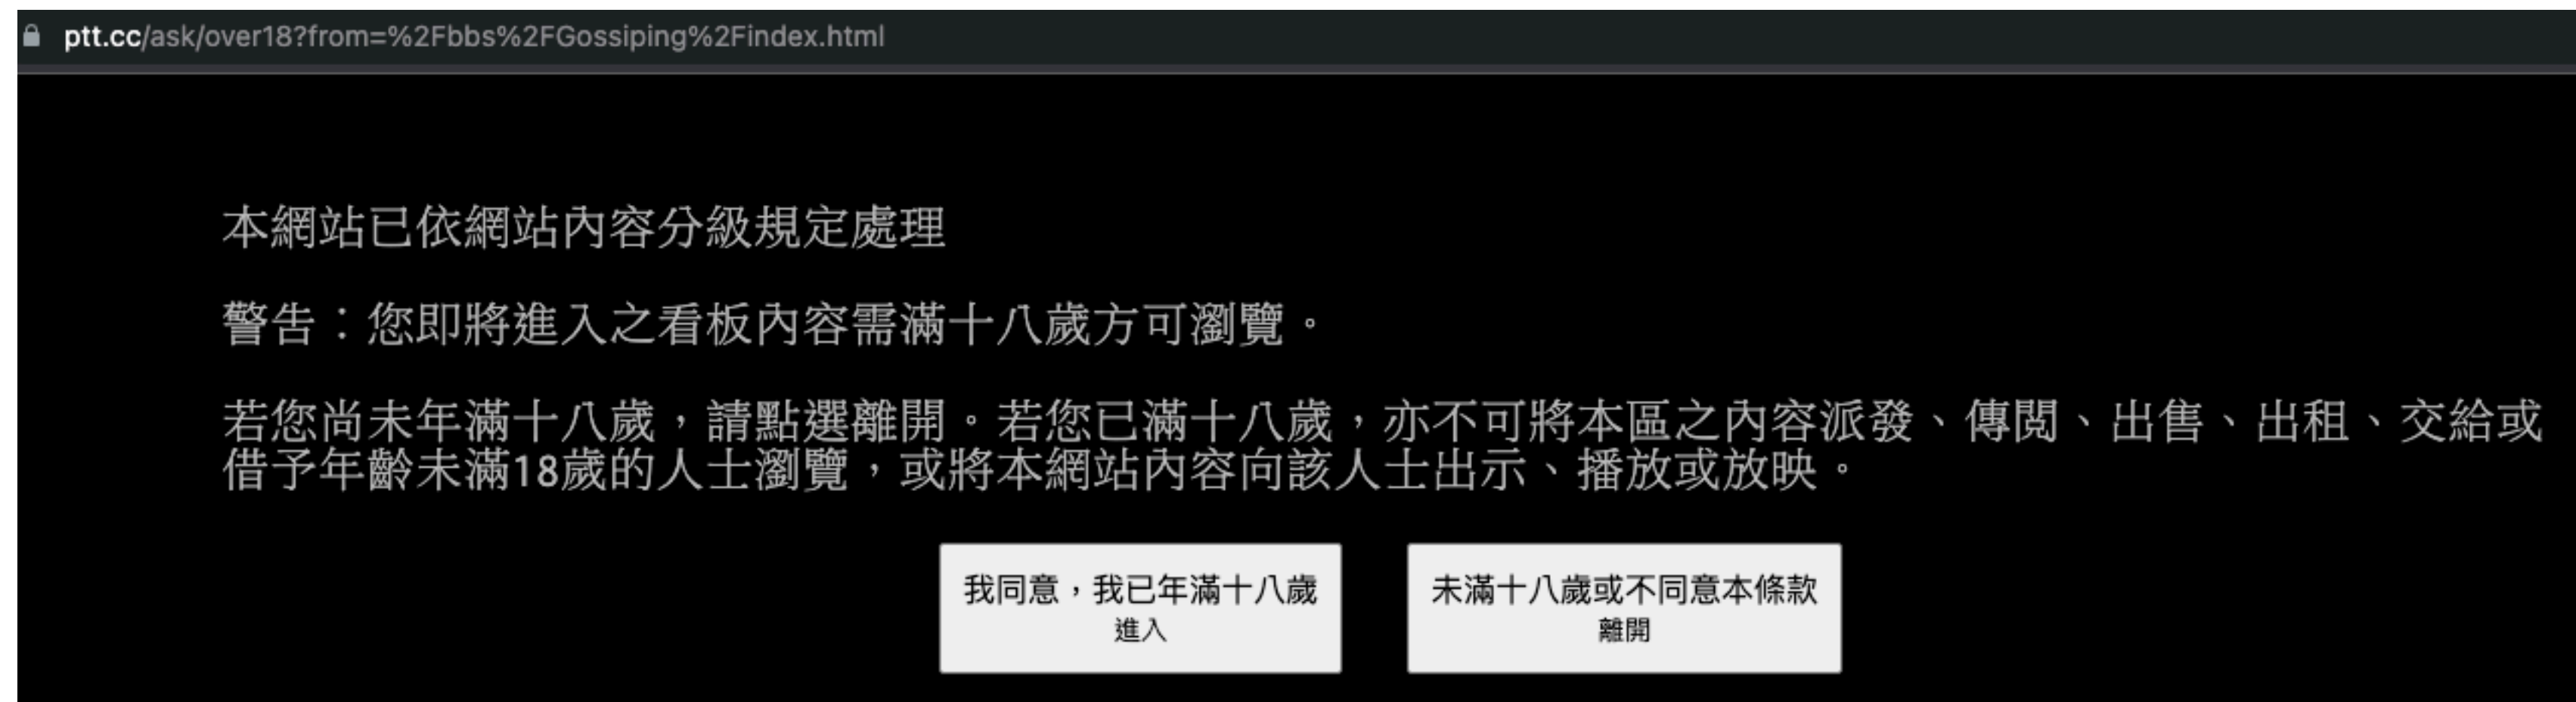 ptt.cc/ask/over18?from=%2Fbbs%2FGossiping%2Findex.html
本網站已依網站內容分級規定處理
警告：您即將進入之看板內容需滿十八歲方可瀏覽。
若您尚未年滿十八歲，請點選離開。若您已滿十八歲，亦不可將本區之內容派發、傳閱、出售、出租、交給或
借予年齡未滿18歲的人士瀏覽，或將本網站內容向該人士出示、播放或放映。
我同意，我已年滿十八歲
進入
未滿十八歲或不同意本條款
離開